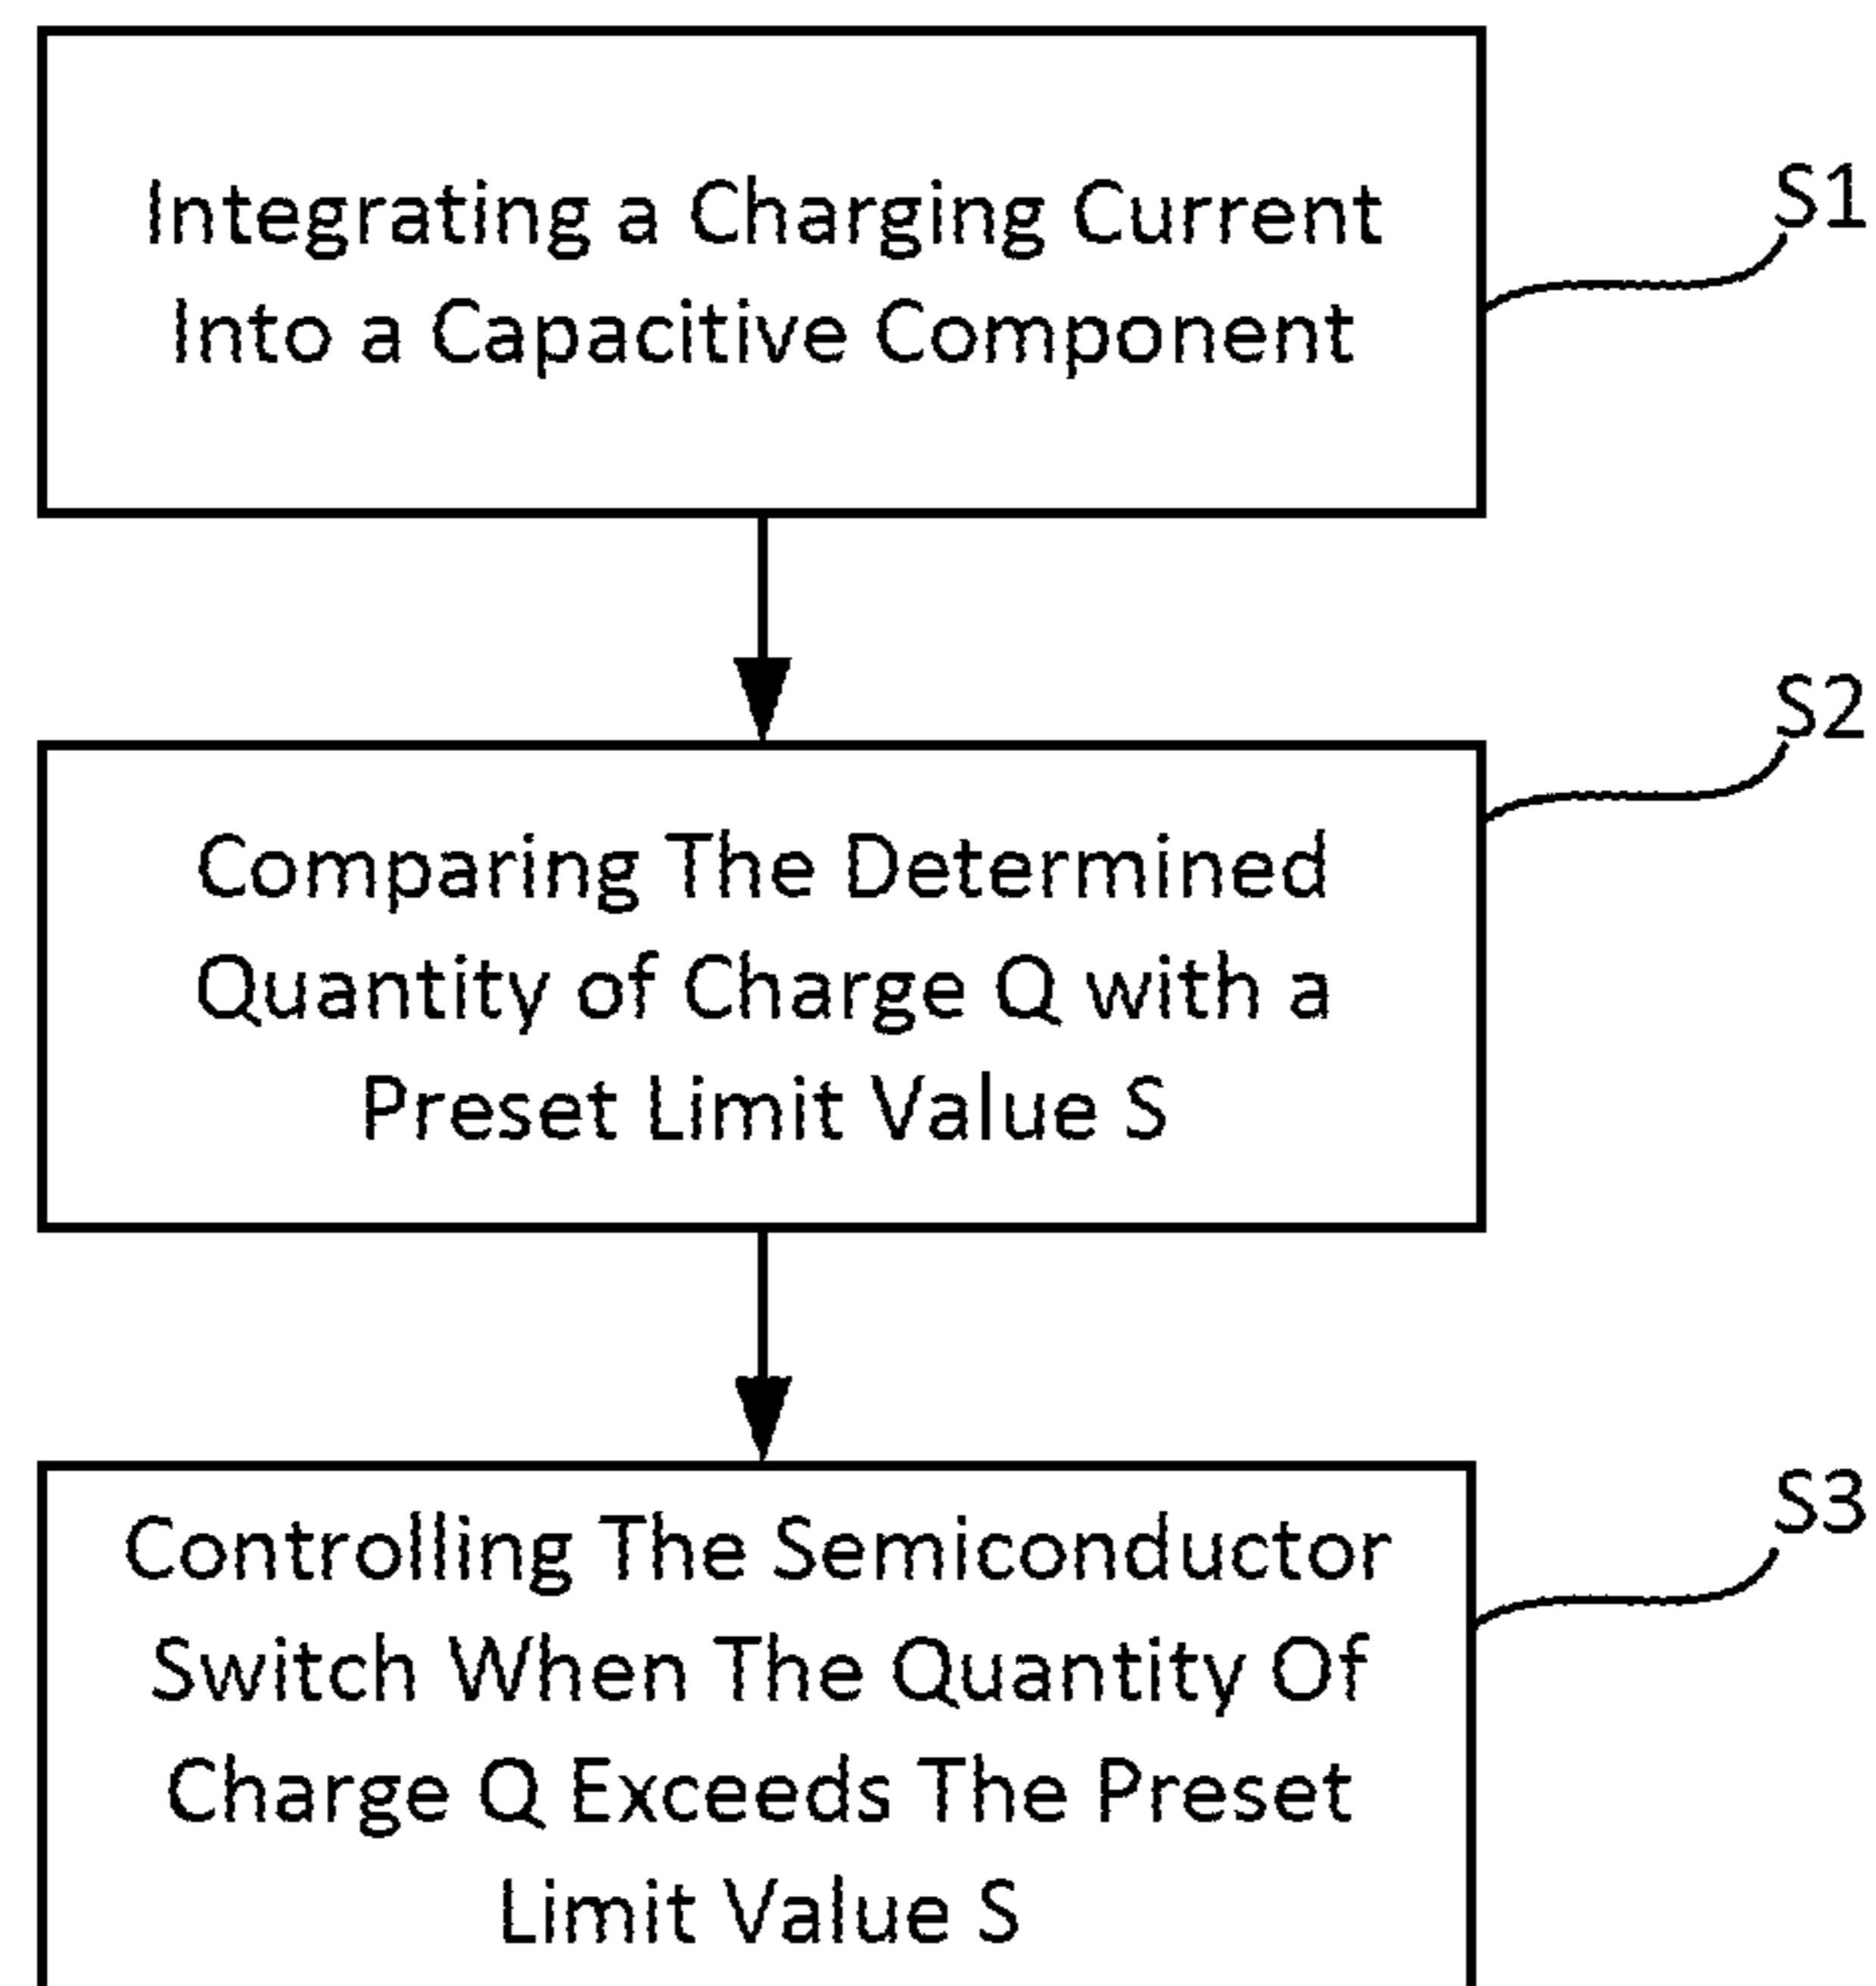 Integrating a Charging Current
Into a Capacitive Component
S1
Comparing The Determined
Quantity of Charge Q with a
Preset Limit Value S
S2
Controlling The Semiconductor
Switch When The Quantity Of
Charge Q Exceeds The Preset
Limit Value S
S3